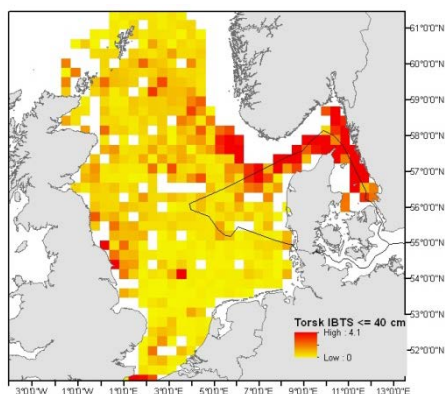 61°0'0"N
60°0'0"N
59°0'0"N
58°0'0"N
57°0'0"N
56°0'0"N
55°0'0"N
54°0'0"N
53°0'0"N
Torsk IBTS <= 40 cm
High : 4.1
Low : 0
52°0'0"N
3°0'0"W 1°0'0"W 1°0'0"E 3°0'0"E 5°0'0"E 7°0'0"E 9°0'0"E 11°0'0"E 13°0'0"E